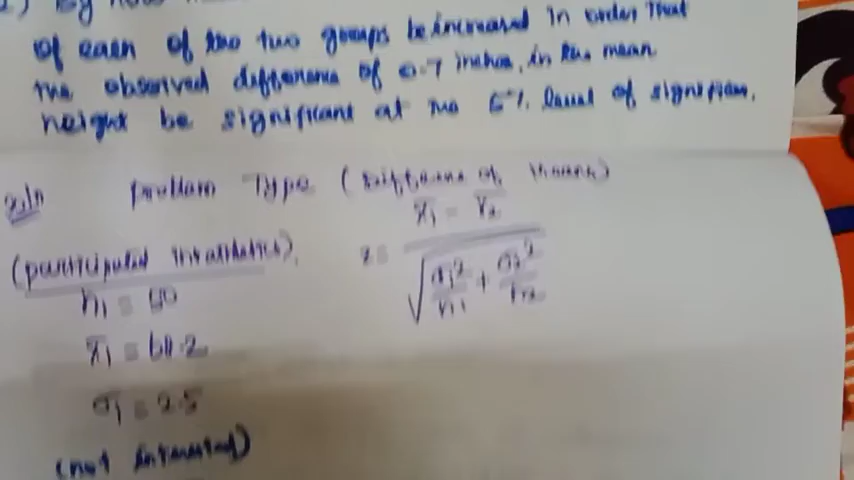 By how
of each of the two groups be increased in order that
the observed difference of 0.7 inches, in the mean
height be significant at the 5% level of
Soln
Problem Type (Difference of Means)
z = x̄₁ - x̄₂ / √(σ₁²/n₁ + σ₂²/n₂)
(participated in athletics)
n₁ = 50
x̄₁ = 68.2
σ₁ = 2.5
(not interested)